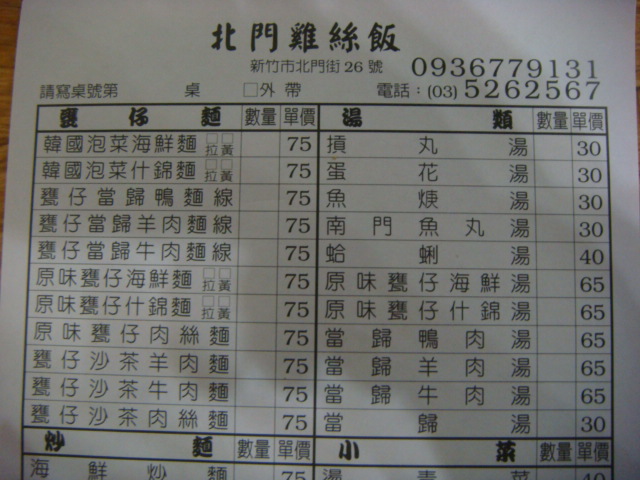 北門雞絲飯
新竹市北門街26號 0936779131
請寫桌號第 桌 □外帶 電話：(03) 5262567
甕仔麵 數量 單價 湯類 數量 單價
韓國泡菜海鮮麵 □拉 □黃 75 摃丸湯 30
韓國泡菜什錦麵 □拉 □黃 75 蛋花湯 30
甕仔當歸鴨麵線 75 魚焿湯 30
甕仔當歸羊肉麵線 75 南門魚丸湯 30
甕仔當歸牛肉麵線 75 蛤蜊湯 40
原味甕仔海鮮麵 □拉 □黃 75 原味甕仔海鮮湯 65
原味甕仔什錦麵 □拉 □黃 75 原味甕仔什錦湯 65
原味甕仔肉絲麵 75 當歸鴨肉湯 65
甕仔沙茶羊肉麵 75 當歸羊肉湯 65
甕仔沙茶牛肉麵 75 當歸牛肉湯 65
甕仔沙茶肉絲麵 75 當歸湯 30
炒麵 數量 單價 小菜 數量 單價
海鮮炒麵 75 湯青菜 40